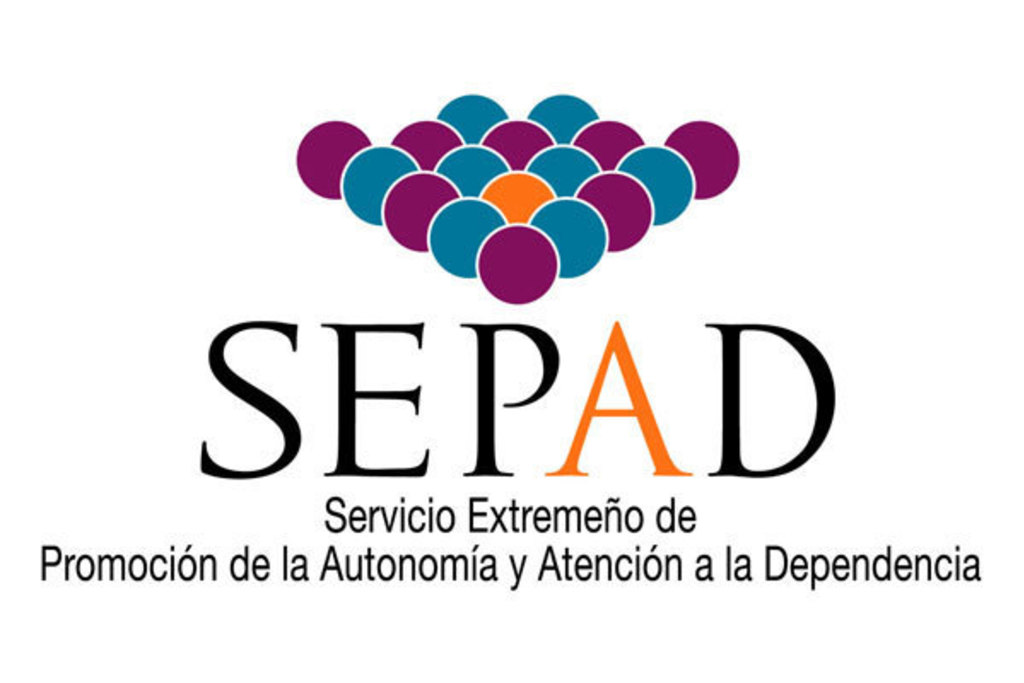 SEPAD
Servicio Extremeño de
Promoción de la Autonomía y Atención a la Dependencia